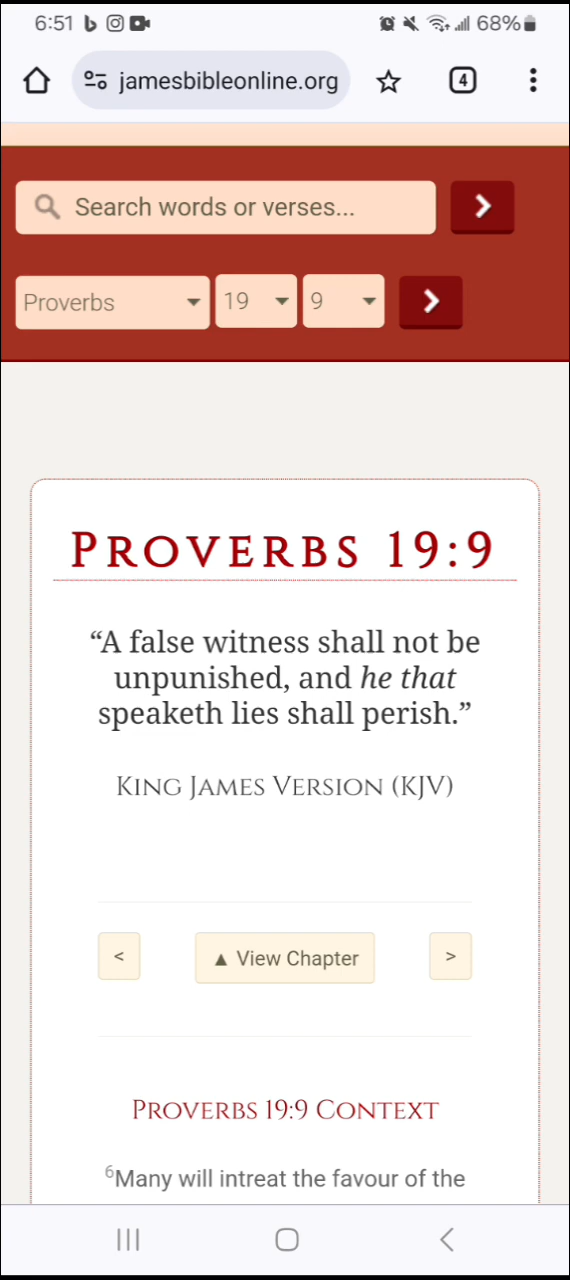 6:51 68%
jamesbibleonline.org 4
Search words or verses...
Proverbs 19 9
PROVERBS 19:9
“A false witness shall not be
unpunished, and he that
speaketh lies shall perish.”
KING JAMES VERSION (KJV)
< ▲ View Chapter >
PROVERBS 19:9 CONTEXT
6Many will intreat the favour of the